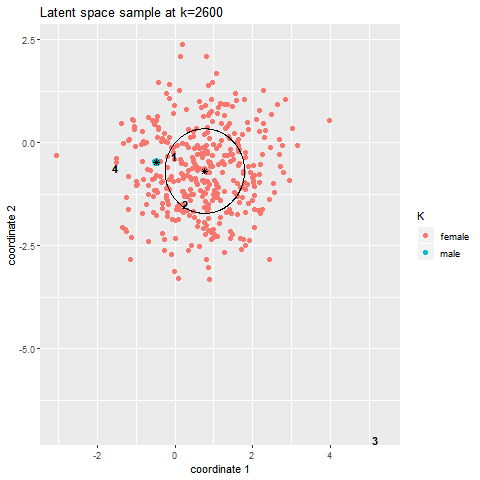 Latent space sample at k=2600
2.5
0.0
-2.5
-5.0
coordinate 2
1
4
2
3
-2
0
2
4
coordinate 1
K
female
male